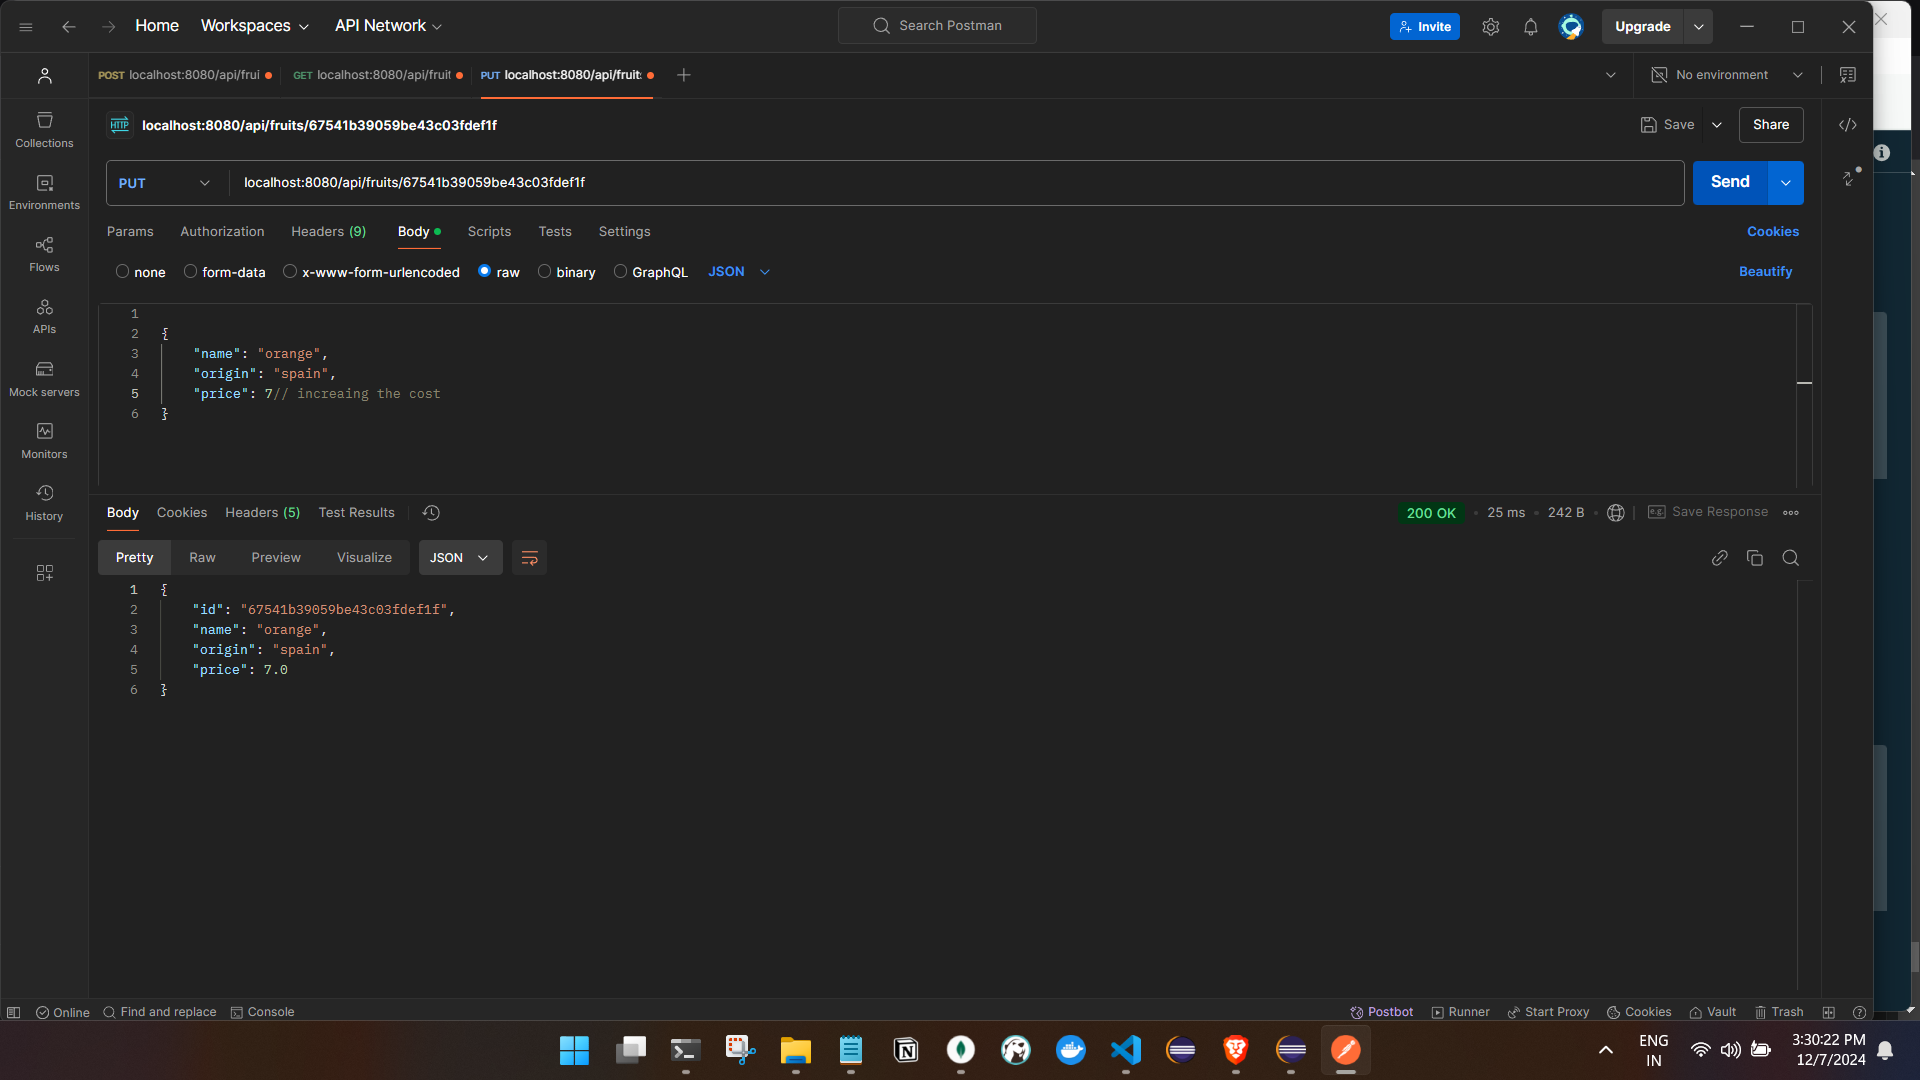 Home Workspaces API Network Search Postman Invite Upgrade
POST localhost:8080/api/frui GET localhost:8080/api/fruit PUT localhost:8080/api/fruit No environment
HTTP localhost:8080/api/fruits/67541b39059be43c03fdef1f Save Share
PUT localhost:8080/api/fruits/67541b39059be43c03fdef1f Send
Params Authorization Headers (9) Body Scripts Tests Settings Cookies
none form-data x-www-form-urlencoded raw binary GraphQL JSON Beautify
Collections
Environments
Flows
APIs
Mock servers
Monitors
History
1
2 {
3 "name": "orange",
4 "origin": "spain",
5 "price": 7// increaing the cost
6 }
Body Cookies Headers (5) Test Results 200 OK 25 ms 242 B e.g. Save Response
Pretty Raw Preview Visualize JSON
1 {
2 "id": "67541b39059be43c03fdef1f",
3 "name": "orange",
4 "origin": "spain",
5 "price": 7.0
6 }
Online Find and replace Console Postbot Runner Start Proxy Cookies Vault Trash
ENG
IN
3:30:22 PM
12/7/2024